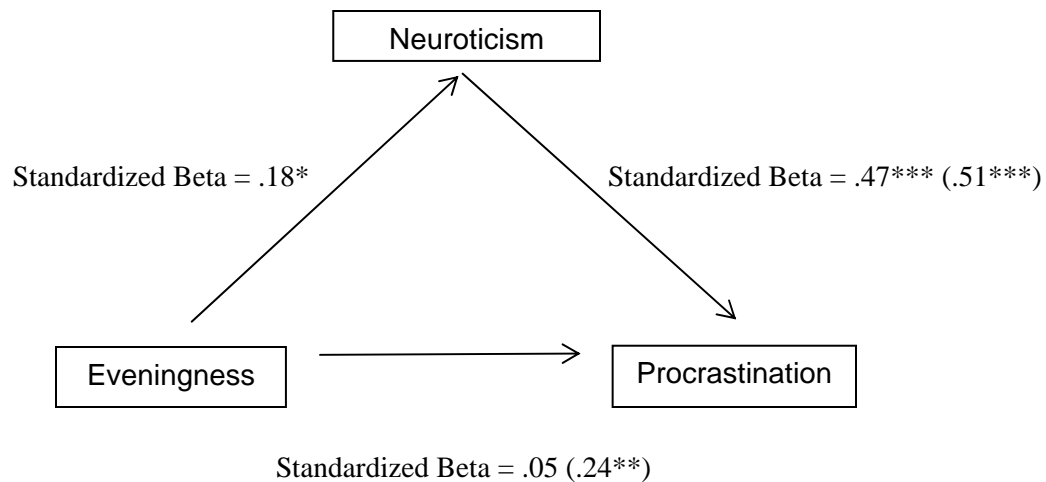 Neuroticism
Standardized Beta = .18*
Standardized Beta = .47*** (.51***)
Eveningness
Procrastination
Standardized Beta = .05 (.24**)